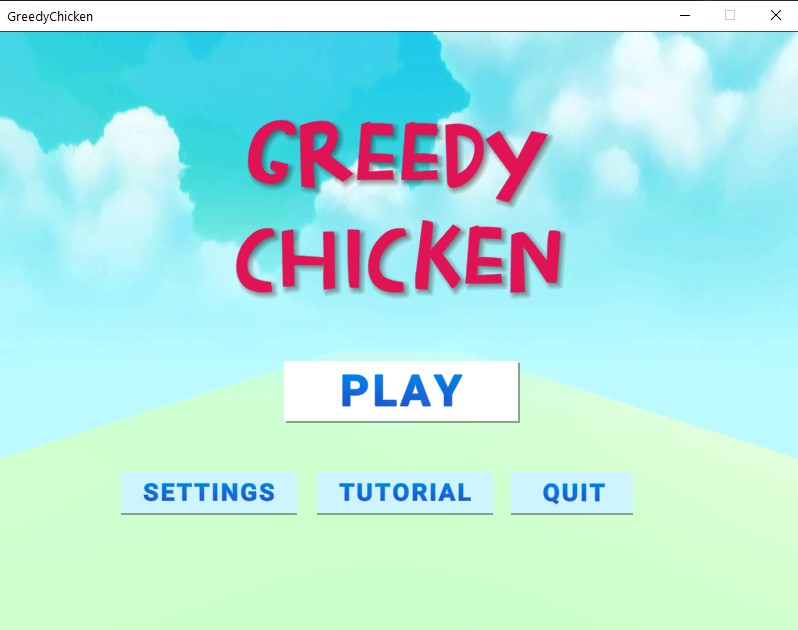 GreedyChicken
GREEDY
CHICKEN
PLAY
SETTINGS TUTORIAL QUIT